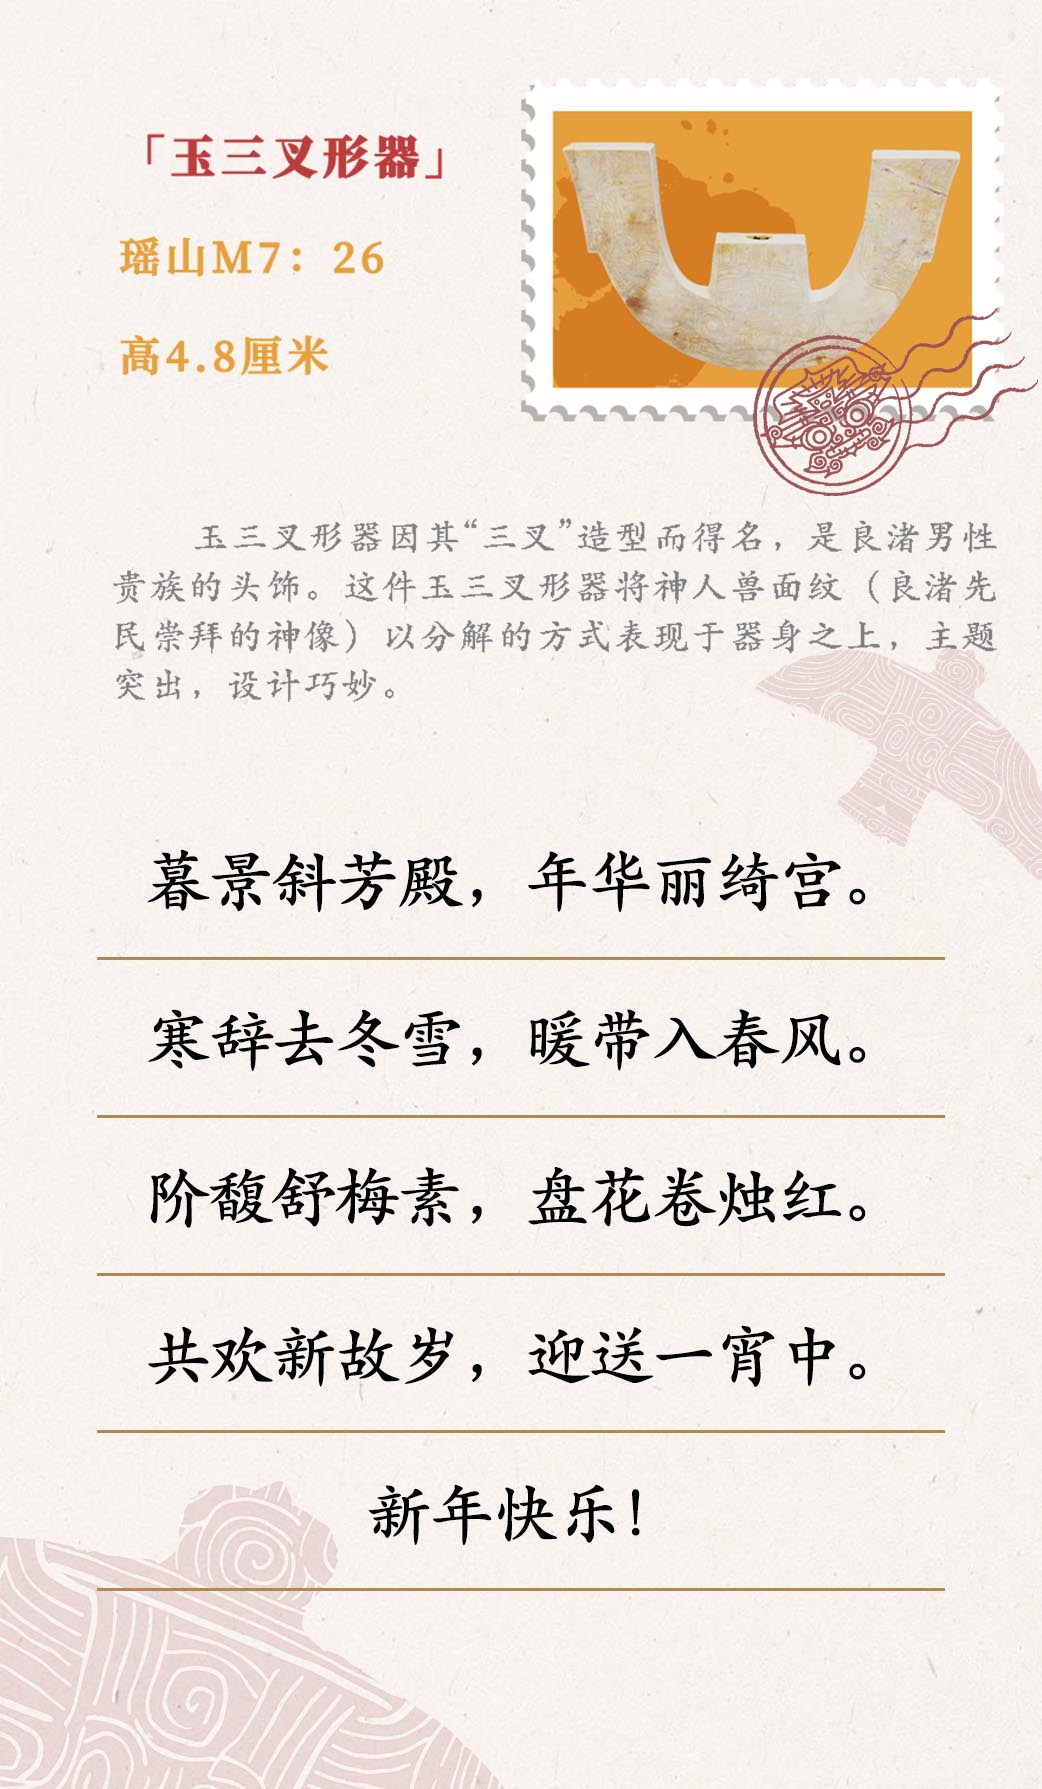 「玉三叉形器」
瑶山M7：26
高4.8厘米
玉三叉形器因其“三叉”造型而得名，是良渚男性
贵族的头饰。这件玉三叉形器将神人兽面纹（良渚先
民崇拜的神像）以分解的方式表现于器身之上，主题
突出，设计巧妙。
暮景斜芳殿，年华丽绮宫。
寒辞去冬雪，暖带入春风。
阶馥舒梅素，盘花卷烛红。
共欢新故岁，迎送一宵中。
新年快乐！